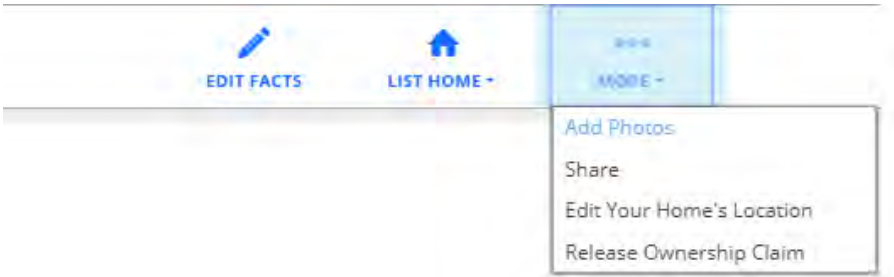 EDIT FACTS
LIST HOME
MORE
Add Photos
Share
Edit Your Home's Location
Release Ownership Claim